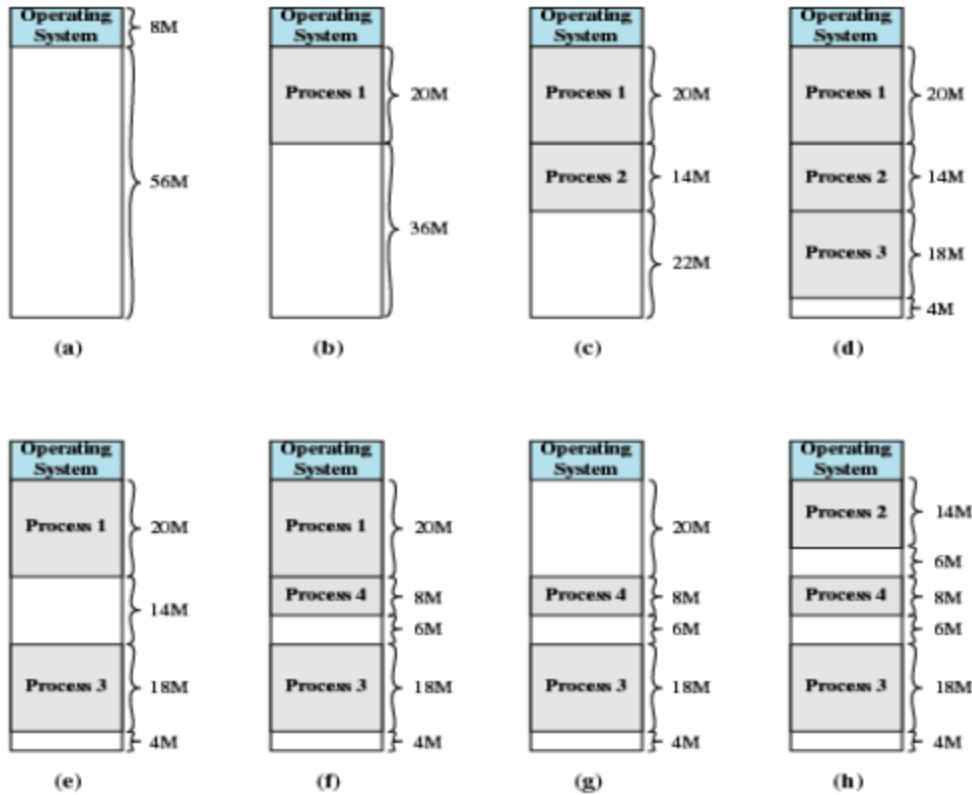 Operating
System
8M
56M
(a)
Operating
System
Process 1
20M
36M
(b)
Operating
System
Process 1
20M
Process 2
14M
22M
(c)
Operating
System
Process 1
20M
Process 2
14M
Process 3
18M
4M
(d)
Operating
System
Process 1
20M
14M
Process 3
18M
4M
(e)
Operating
System
Process 1
20M
Process 4
8M
6M
Process 3
18M
4M
(f)
Operating
System
20M
Process 4
8M
6M
Process 3
18M
4M
(g)
Operating
System
Process 2
14M
6M
Process 4
8M
6M
Process 3
18M
4M
(h)